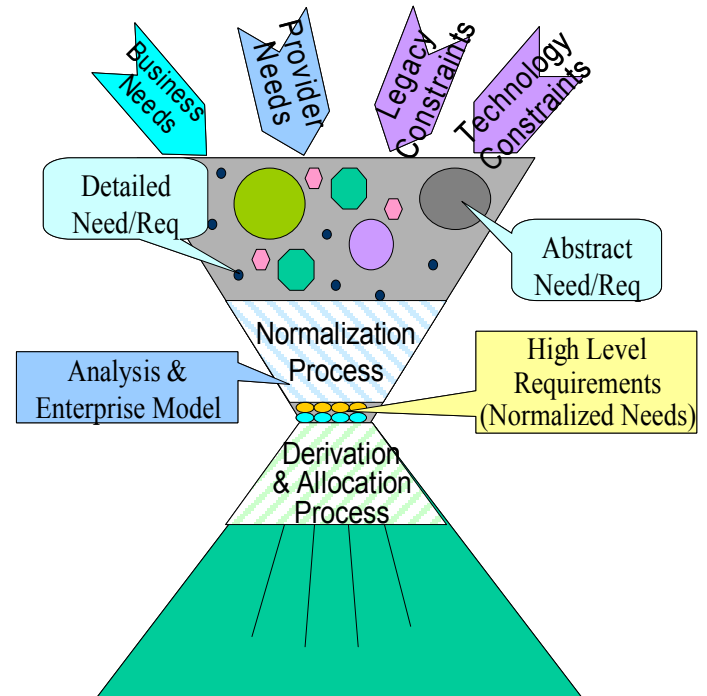 Business
Needs
Provider
Needs
Legacy
Constraints
Technology
Constraints
Detailed
Need/Req
Abstract
Need/Req
Normalization
Process
Analysis &
Enterprise Model
High Level
Requirements
(Normalized Needs)
Derivation
& Allocation
Process